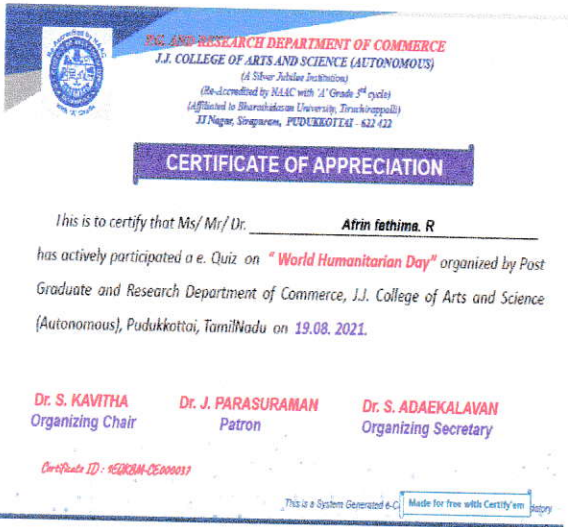 P.G. AND RESEARCH DEPARTMENT OF COMMERCE
J.J. COLLEGE OF ARTS AND SCIENCE (AUTONOMOUS)
(A Silver Jubilee Institution)
(Re-Accredited by NAAC with 'A' Grade 3rd cycle)
(Affiliated to Bharathidasan University, Tiruchirappalli)
JJ Nagar, Sivapuram, PUDUKKOTTAI - 622 422
CERTIFICATE OF APPRECIATION
This is to certify that Ms/ Mr/ Dr. Afrin fathima. R
has actively participated a e. Quiz on " World Humanitarian Day" organized by Post
Graduate and Research Department of Commerce, J.J. College of Arts and Science
(Autonomous), Pudukkottai, TamilNadu on 19.08. 2021.
Dr. S. KAVITHA
Organizing Chair
Dr. J. PARASURAMAN
Patron
Dr. S. ADAEKALAVAN
Organizing Secretary
Certificate ID :
This is a System Generated e-C
Made for free with Certify'em